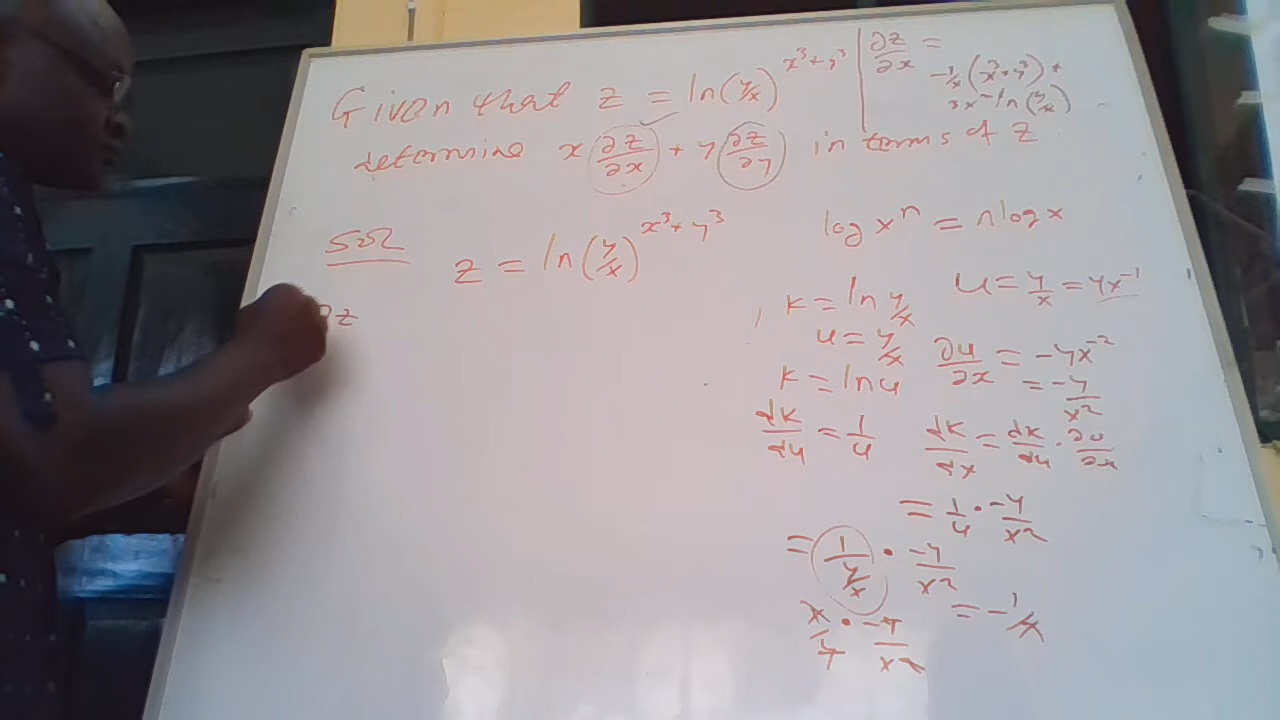 Given that z = ln(y/x)^x³+y³
determine x ∂z/∂x + y ∂z/∂y in terms of z
∂z/∂x =
-1/x (x³+y³) +
3x² ln(y/x)
z = ln(y/x)^x³+y³
z
log xⁿ = n log x
k = ln y/x
u = y/x
k = ln u
dk/du = 1/u
u = y/x = yx⁻¹
∂u/∂x = -yx⁻²
= -y/x²
dk/dx = dk/du · ∂u/∂x
= 1/u · -y/x²
= 1/(y/x) · -y/x²
x/y · -y/x²
= -1/x